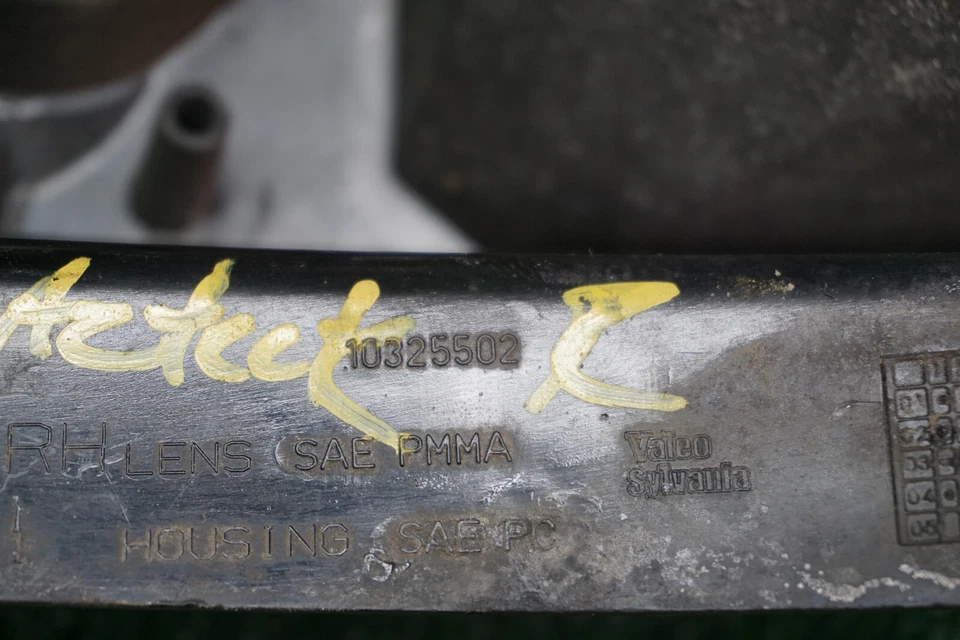 10325502 R
RH LENS SAE PMMA
Valeo
Sylvania
HOUSING SAE PC